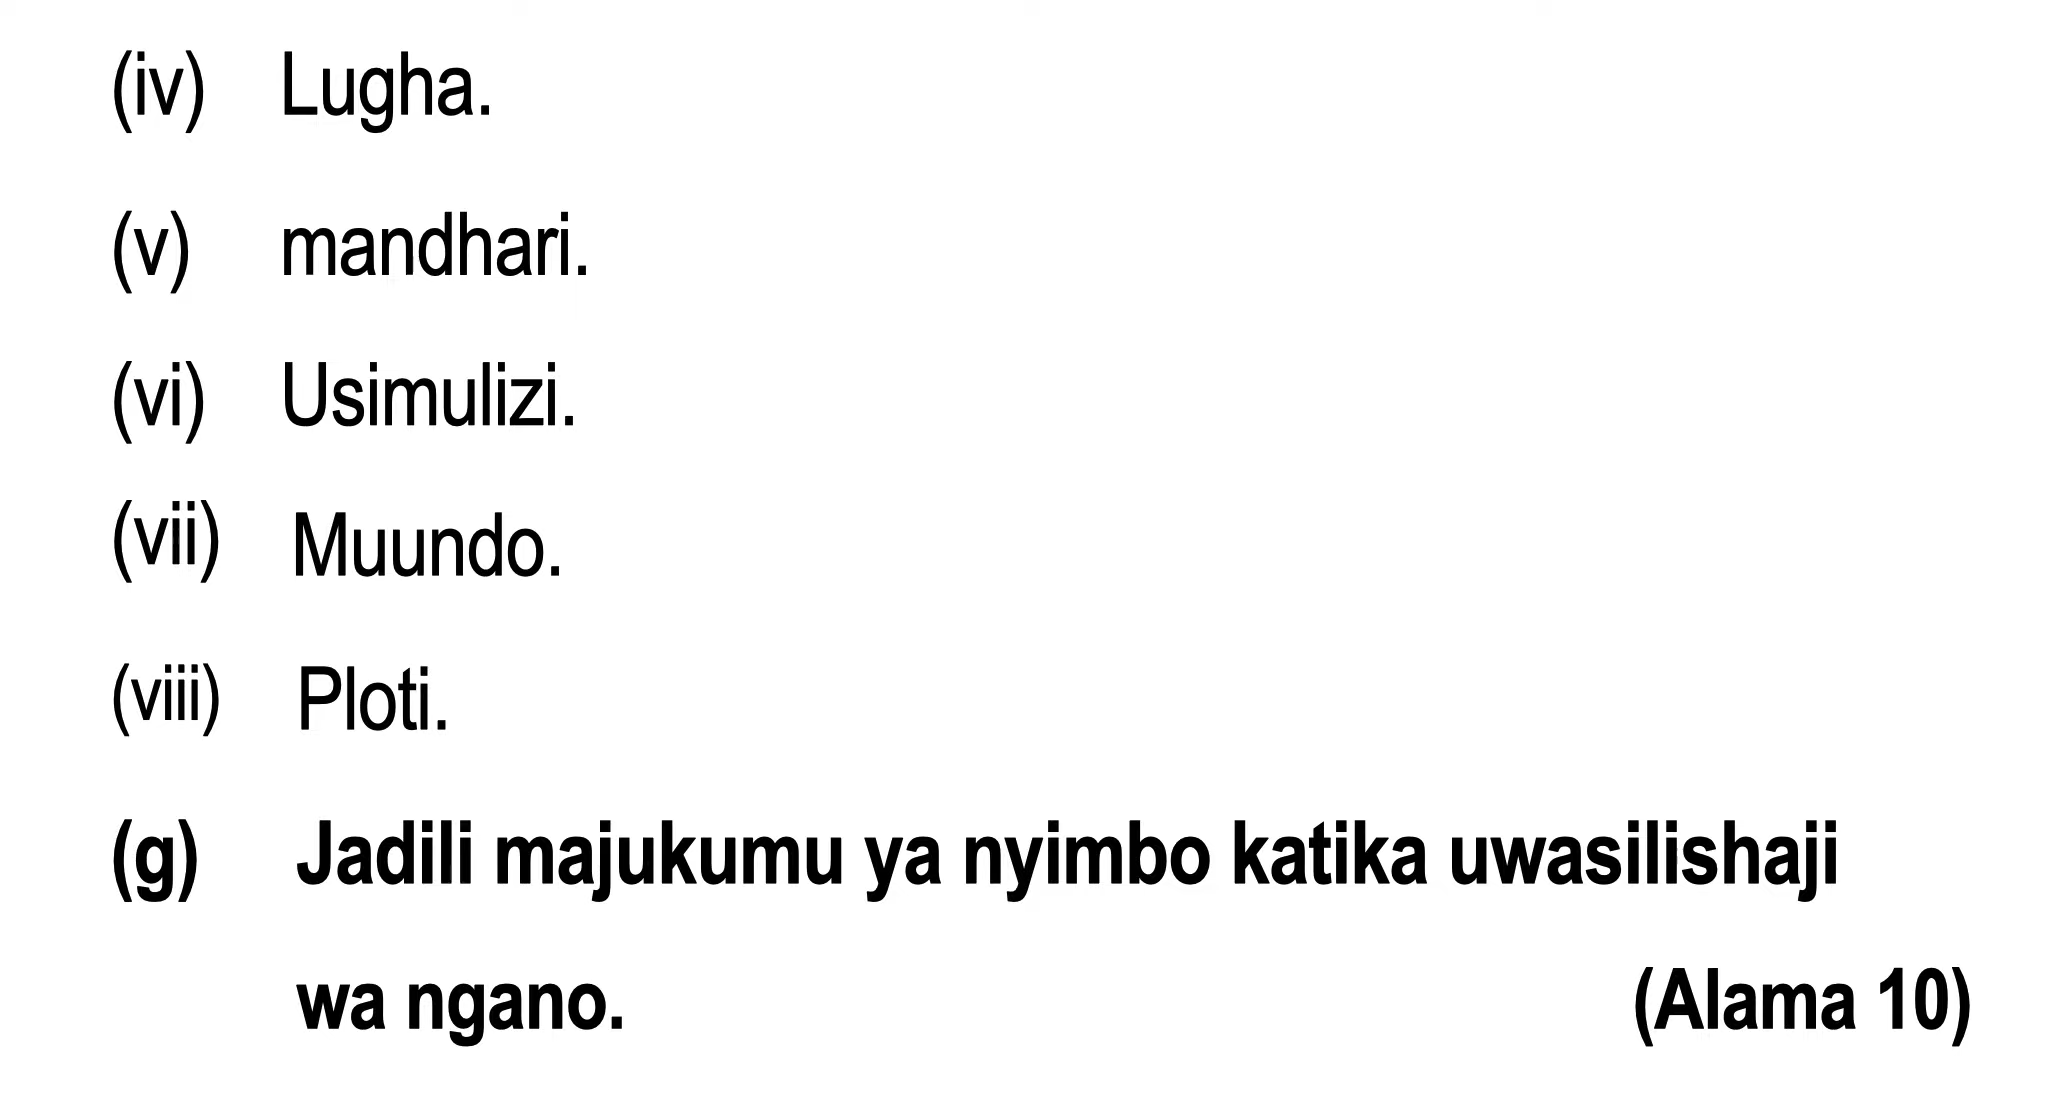 (iv) Lugha.
(v) mandhari.
(vi) Usimulizi.
(vii) Muundo.
(viii) Ploti.
(g) Jadili majukumu ya nyimbo katika uwasilishaji
wa ngano. (Alama 10)